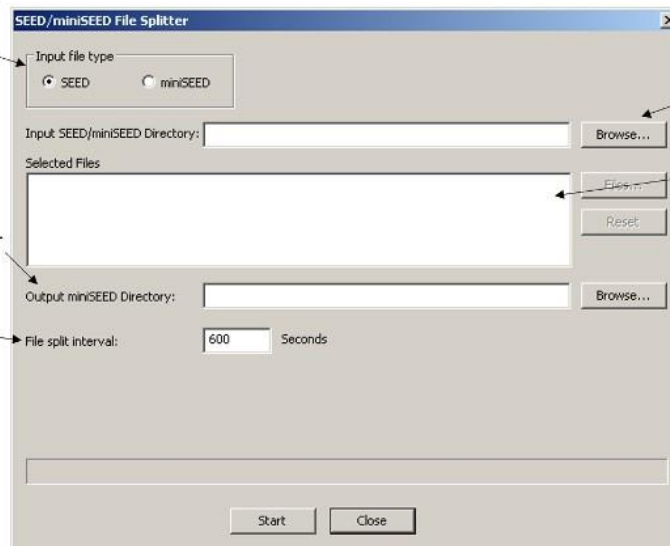 SEED/miniSEED File Splitter
Input file type
SEED miniSEED
Input SEED/miniSEED Directory: Browse...
Selected Files
Files...
Reset
Output miniSEED Directory: Browse...
File split interval: 600 Seconds
Start Close